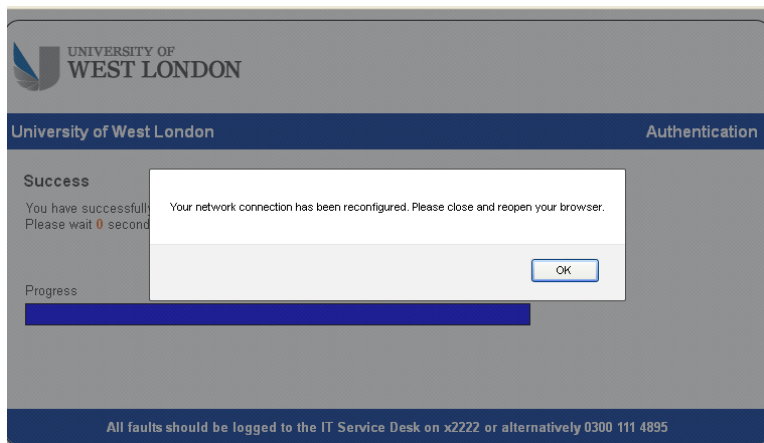 UNIVERSITY OF
WEST LONDON
University of West London
Authentication
Success
You have successfully
Please wait 0 second
Your network connection has been reconfigured. Please close and reopen your browser.
OK
Progress
All faults should be logged to the IT Service Desk on x2222 or alternatively 0300 111 4895